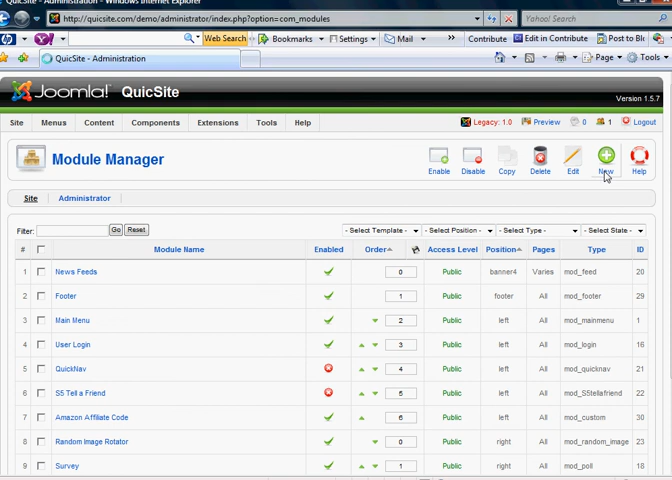 QuicSite - Administration - Windows Internet Explorer
http://quicsite.com/demo/administrator/index.php?option=com_modules
Yahoo! Search
Y! Web Search Bookmarks Settings Mail Contribute Edit in Contribute Post to Blo
QuicSite - Administration
Page Tools
Joomla! QuicSite
Version 1.5.7
Site Menus Content Components Extensions Tools Help Legacy: 1.0 Preview 0 1 Logout
Module Manager
Enable Disable Copy Delete Edit New Help
Site Administrator
Filter: Go Reset - Select Template - - Select Position - - Select Type - - Select State -
# Module Name Enabled Order Access Level Position Pages Type ID
1 News Feeds 0 Public banner4 Varies mod_feed 20
2 Footer 1 Public footer All mod_footer 29
3 Main Menu 2 Public left All mod_mainmenu 1
4 User Login 3 Public left All mod_login 16
5 QuickNav 4 Public left All mod_quicknav 21
6 S5 Tell a Friend 5 Public left All mod_S5tellafriend 22
7 Amazon Affiliate Code 6 Public left All mod_custom 30
8 Random Image Rotator 0 Public right All mod_random_image 23
9 Survey 1 Public right All mod_poll 18